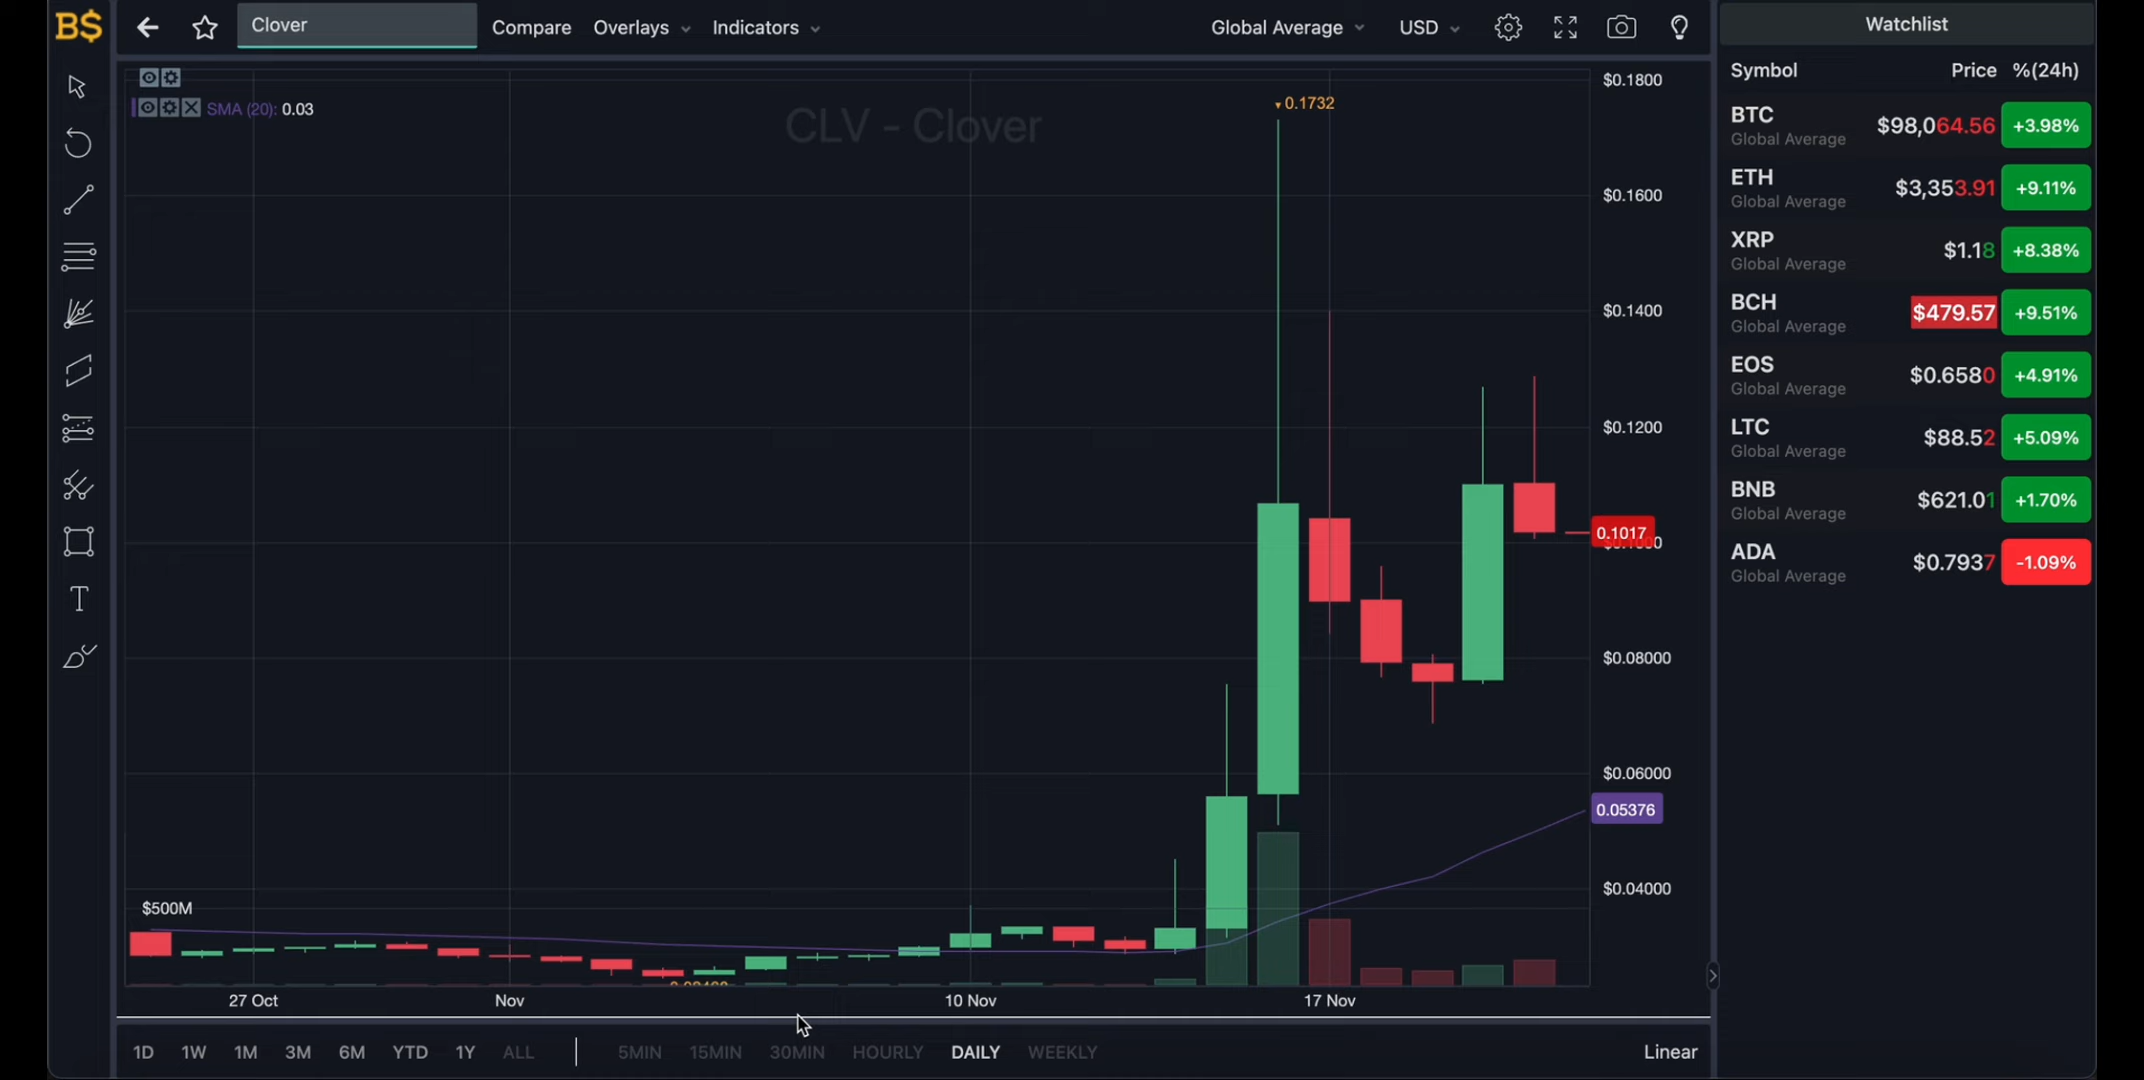 B$
Clover
Compare
Overlays
Indicators
Global Average
USD
Watchlist
Symbol Price %(24h)
BTC $98,064.56 +3.98%
Global Average
ETH $3,353.91 +9.11%
Global Average
XRP $1.18 +8.38%
Global Average
BCH $479.57 +9.51%
Global Average
EOS $0.6580 +4.91%
Global Average
LTC $88.52 +5.09%
Global Average
BNB $621.01 +1.70%
Global Average
ADA $0.7937 -1.09%
Global Average
SMA (20): 0.03
CLV - Clover
0.1732
$0.1800
$0.1600
$0.1400
$0.1200
0.1017
$0.08000
$0.06000
0.05376
$0.04000
$500M
27 Oct
Nov
10 Nov
17 Nov
T
1D 1W 1M 3M 6M YTD 1Y ALL
5MIN 15MIN 30MIN HOURLY DAILY WEEKLY
Linear